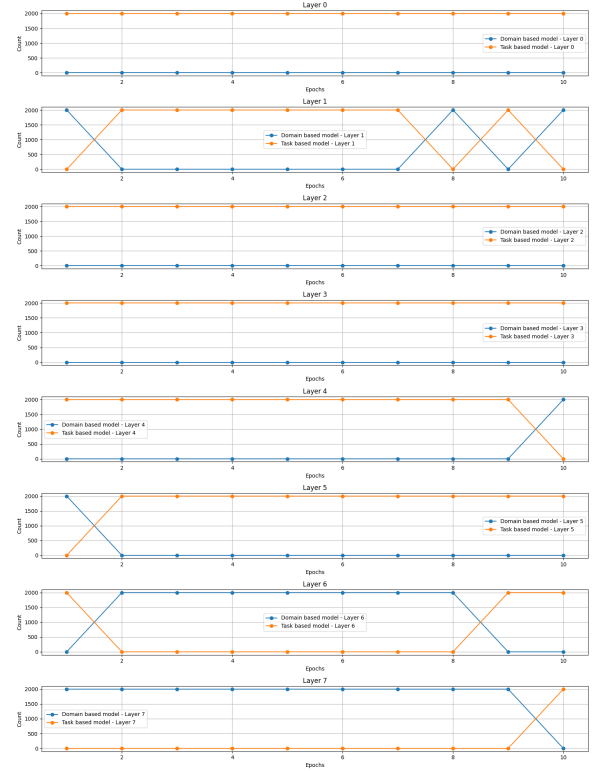 Layer 0
2000
1500
1000
500
0
Count
Domain based model - Layer 0
Task based model - Layer 0
2 4 6 8 10
Epochs
Layer 1
2000
1500
1000
500
0
Count
Domain based model - Layer 1
Task based model - Layer 1
2 4 6 8 10
Epochs
Layer 2
2000
1500
1000
500
0
Count
Domain based model - Layer 2
Task based model - Layer 2
2 4 6 8 10
Epochs
Layer 3
2000
1500
1000
500
0
Count
Domain based model - Layer 3
Task based model - Layer 3
2 4 6 8 10
Epochs
Layer 4
2000
1500
1000
500
0
Count
Domain based model - Layer 4
Task based model - Layer 4
2 4 6 8 10
Epochs
Layer 5
2000
1500
1000
500
0
Count
Domain based model - Layer 5
Task based model - Layer 5
2 4 6 8 10
Epochs
Layer 6
2000
1500
1000
500
0
Count
Domain based model - Layer 6
Task based model - Layer 6
2 4 6 8 10
Epochs
Layer 7
2000
1500
1000
500
0
Count
Domain based model - Layer 7
Task based model - Layer 7
2 4 6 8 10
Epochs